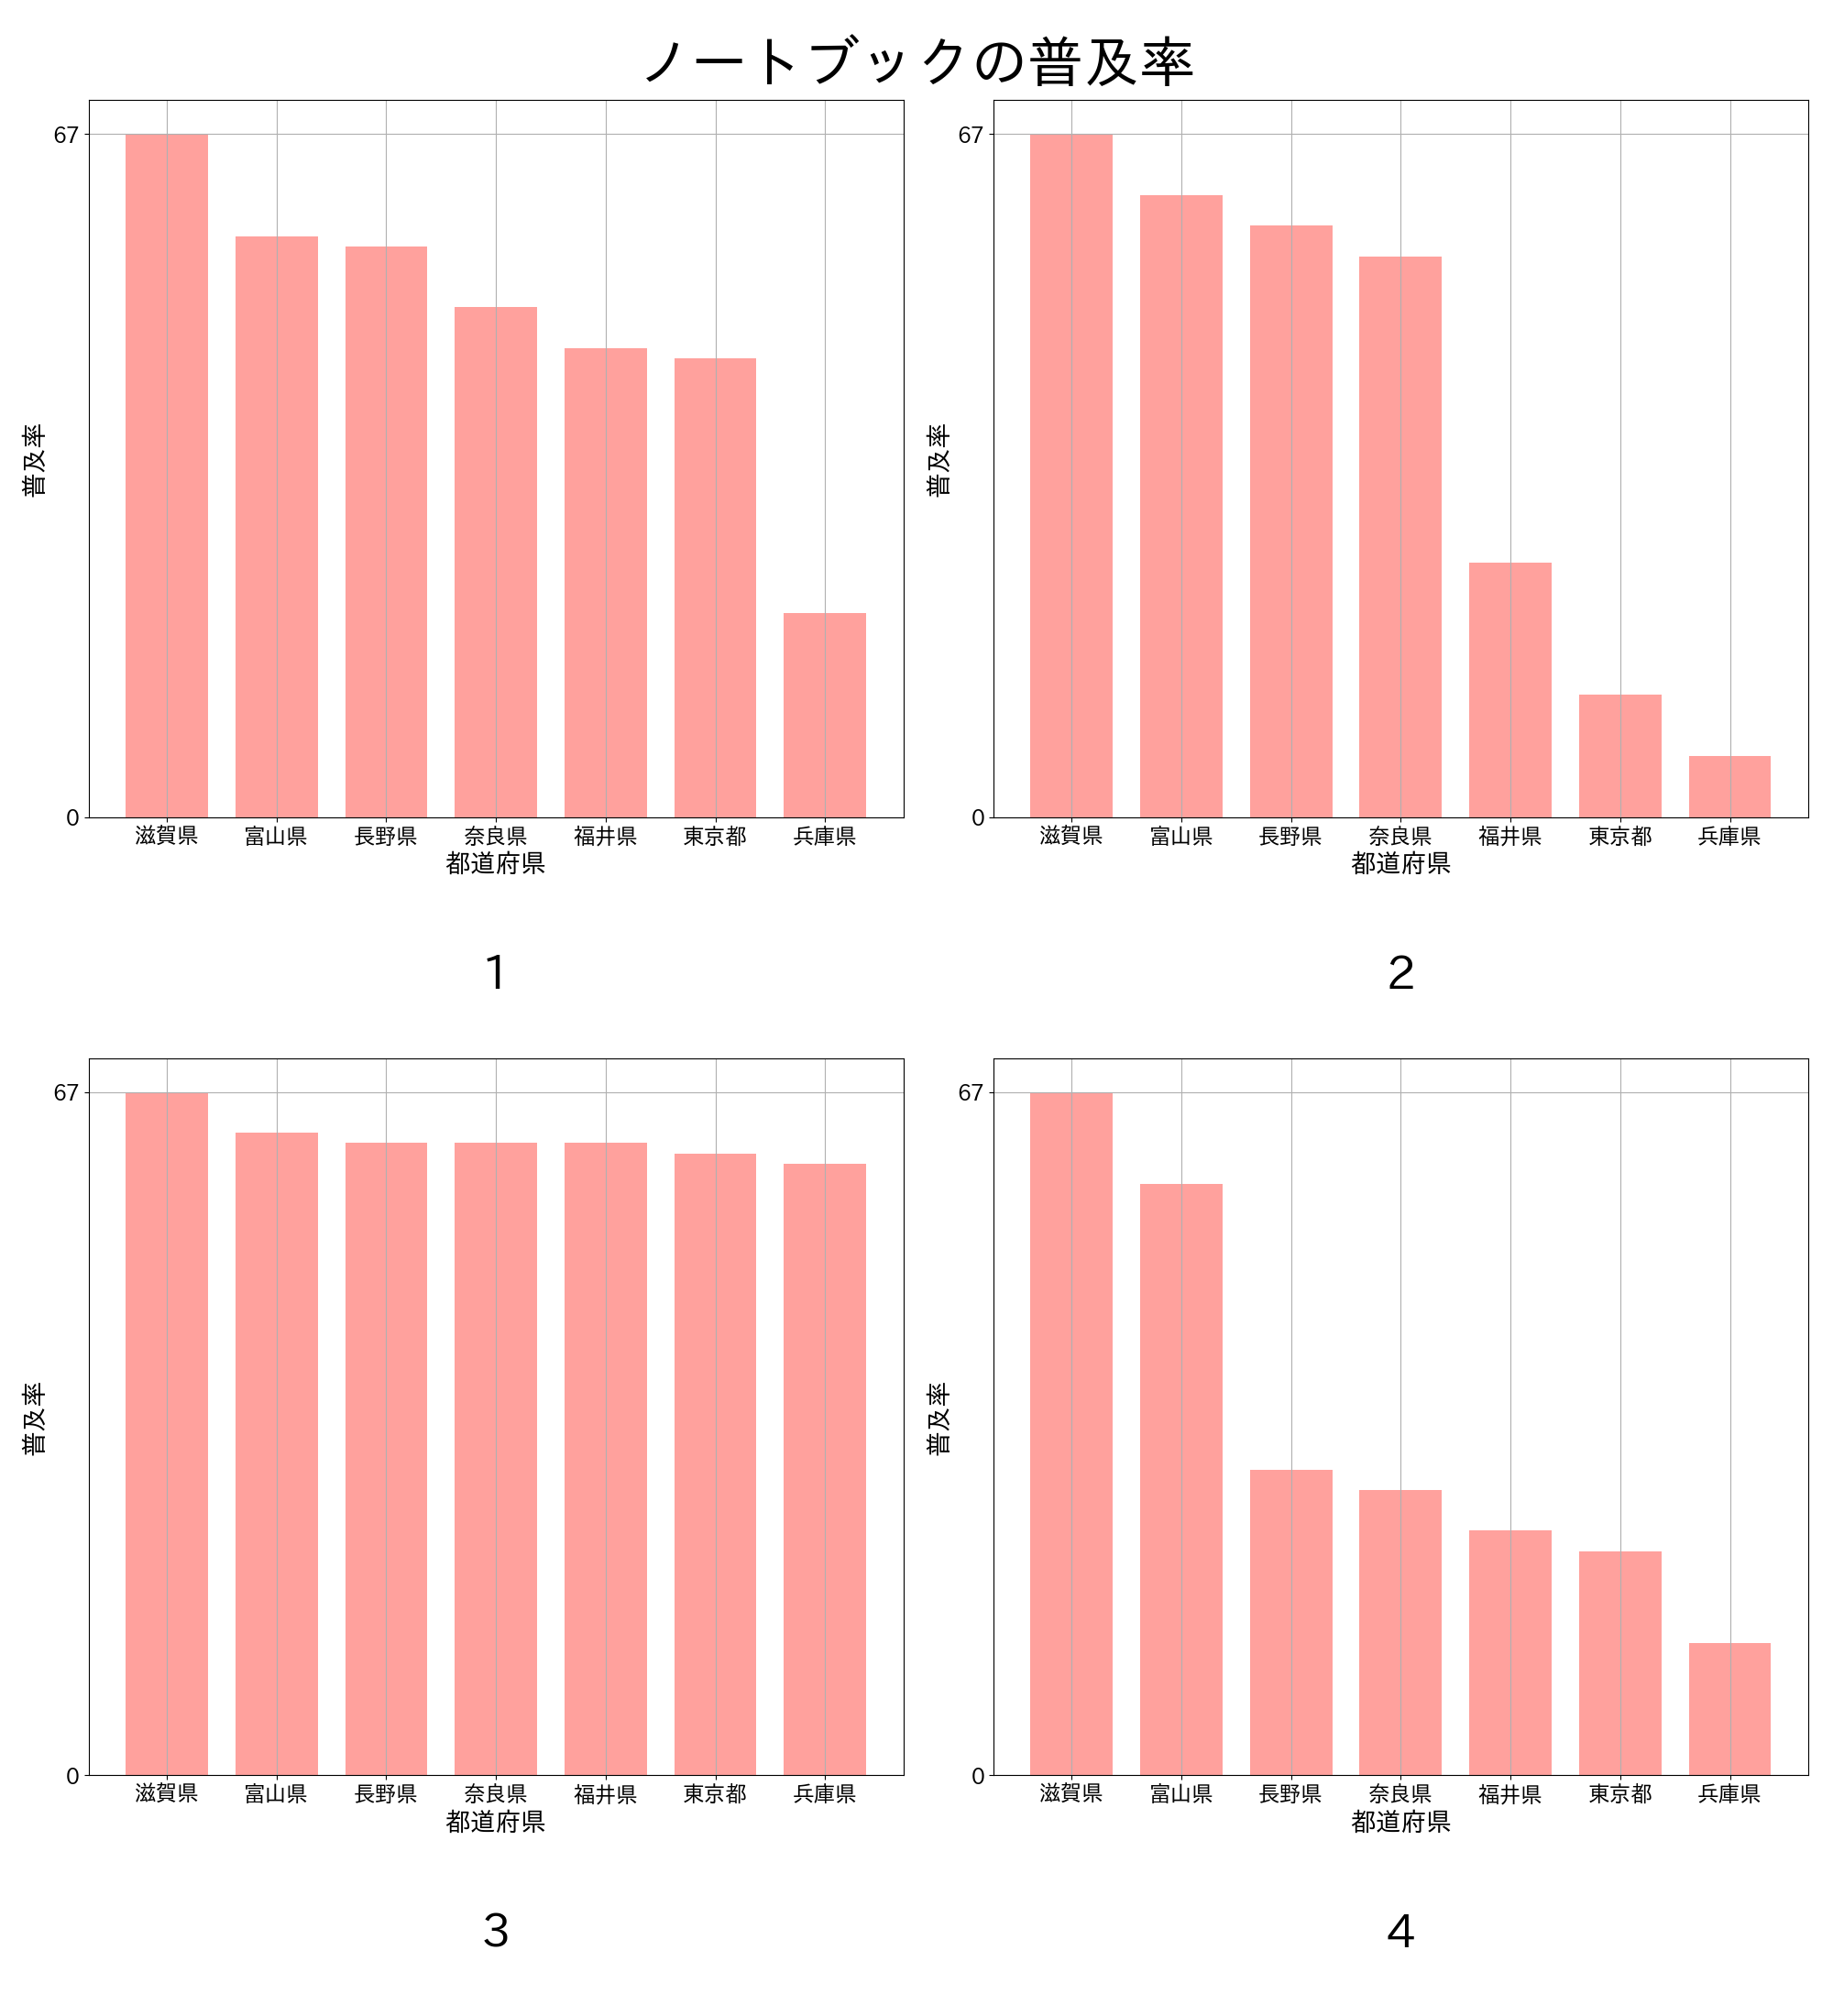 ノートブックの普及率
67
0
普及率
滋賀県 富山県 長野県 奈良県 福井県 東京都 兵庫県
都道府県
1
67
0
普及率
滋賀県 富山県 長野県 奈良県 福井県 東京都 兵庫県
都道府県
2
67
0
普及率
滋賀県 富山県 長野県 奈良県 福井県 東京都 兵庫県
都道府県
3
67
0
普及率
滋賀県 富山県 長野県 奈良県 福井県 東京都 兵庫県
都道府県
4